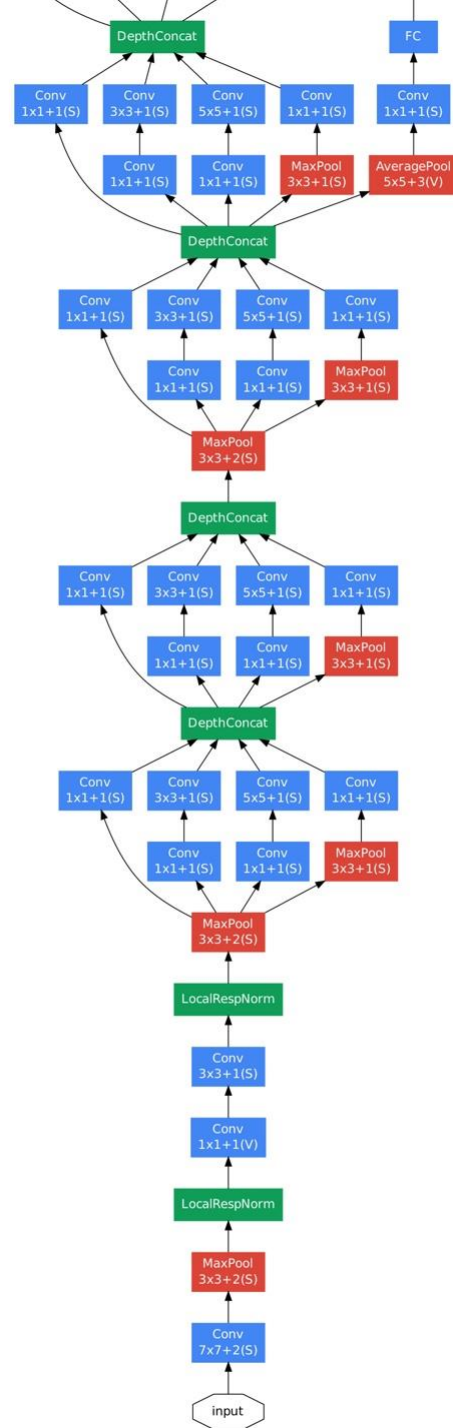 DepthConcat
FC
Conv
1x1+1(S)
Conv
3x3+1(S)
Conv
5x5+1(S)
Conv
1x1+1(S)
Conv
1x1+1(S)
Conv
1x1+1(S)
Conv
1x1+1(S)
MaxPool
3x3+1(S)
AveragePool
5x5+3(V)
DepthConcat
Conv
1x1+1(S)
Conv
3x3+1(S)
Conv
5x5+1(S)
Conv
1x1+1(S)
Conv
1x1+1(S)
Conv
1x1+1(S)
MaxPool
3x3+1(S)
MaxPool
3x3+2(S)
DepthConcat
Conv
1x1+1(S)
Conv
3x3+1(S)
Conv
5x5+1(S)
Conv
1x1+1(S)
Conv
1x1+1(S)
Conv
1x1+1(S)
MaxPool
3x3+1(S)
DepthConcat
Conv
1x1+1(S)
Conv
3x3+1(S)
Conv
5x5+1(S)
Conv
1x1+1(S)
Conv
1x1+1(S)
Conv
1x1+1(S)
MaxPool
3x3+1(S)
MaxPool
3x3+2(S)
LocalRespNorm
Conv
3x3+1(S)
Conv
1x1+1(V)
LocalRespNorm
MaxPool
3x3+2(S)
Conv
7x7+2(S)
input